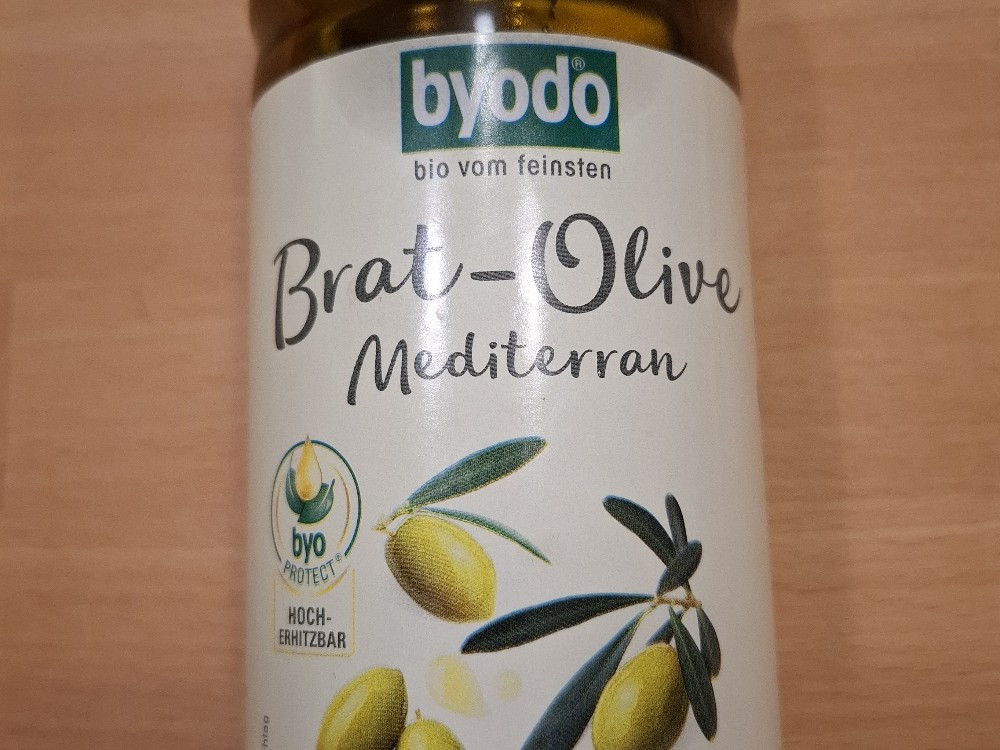 byodo®
bio vom feinsten
Brat-Olive
Mediterran
byo
PROTECT®
HOCH-
ERHITZBAR